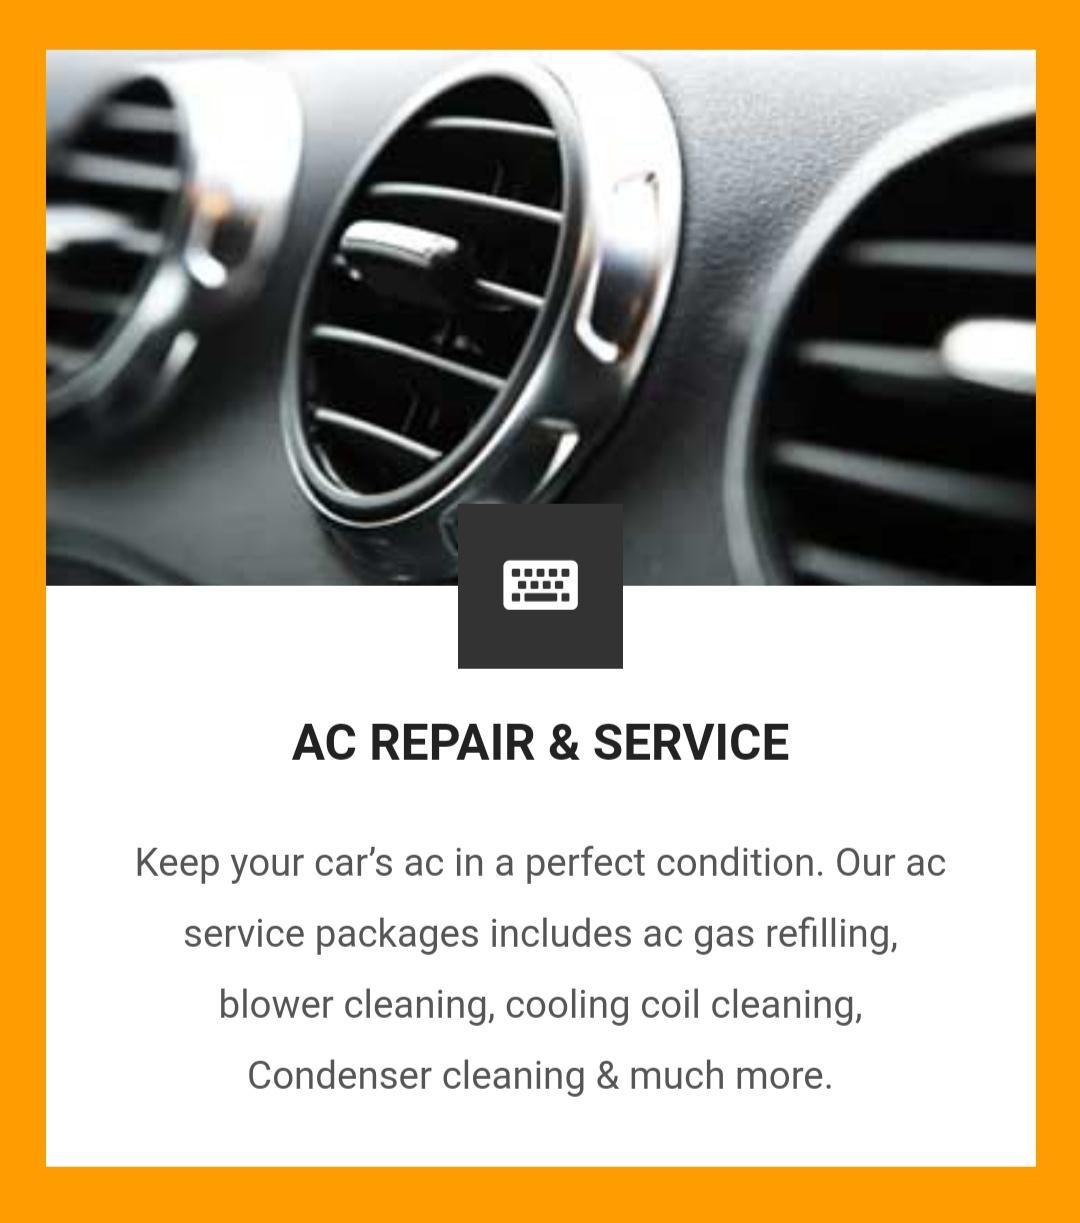 AC REPAIR & SERVICE
Keep your car’s ac in a perfect condition. Our ac
service packages includes ac gas refilling,
blower cleaning, cooling coil cleaning,
Condenser cleaning & much more.